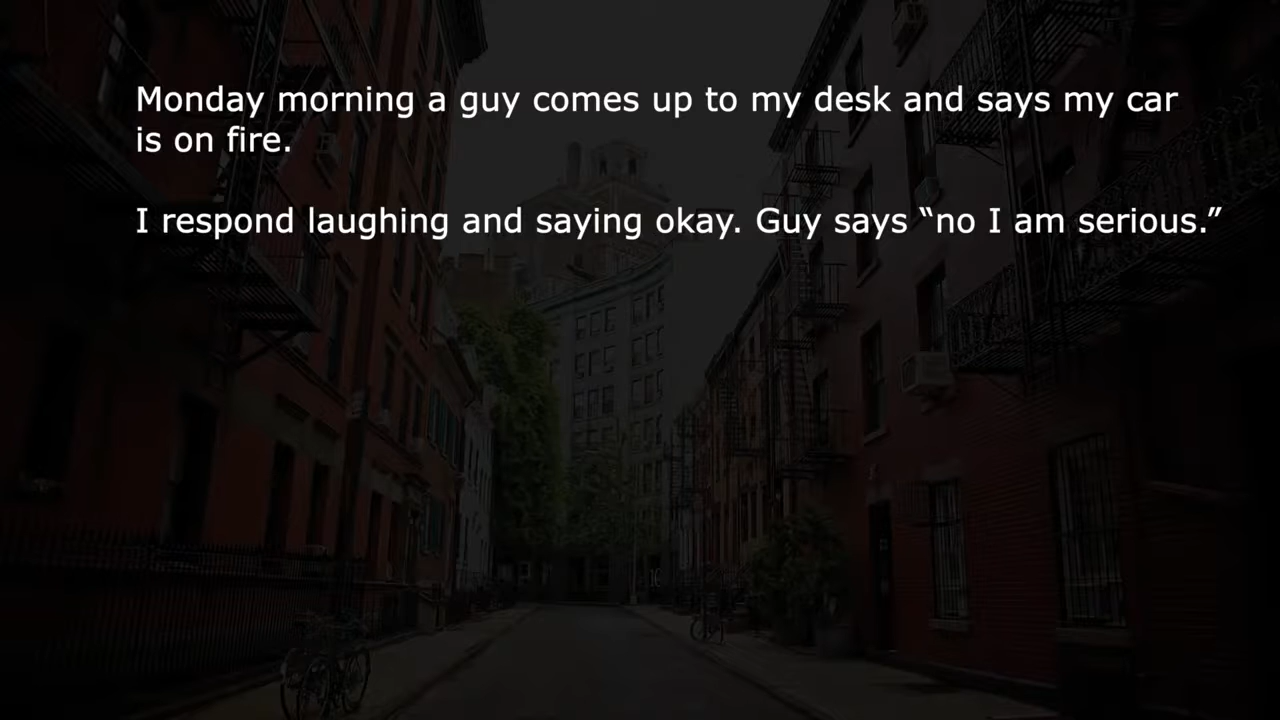 Monday morning a guy comes up to my desk and says my car
is on fire.
I respond laughing and saying okay. Guy says “no I am serious.”